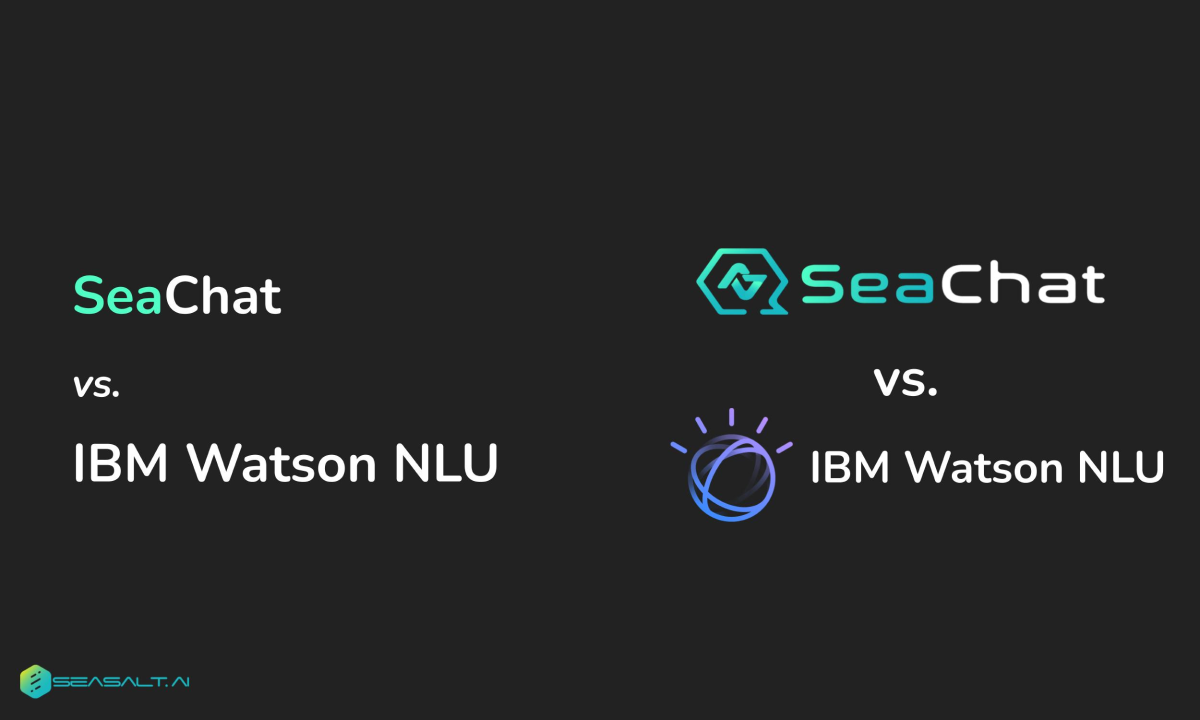 SeaChat
vs.
IBM Watson NLU
SeaChat
vs.
IBM Watson NLU
SEASALT.AI